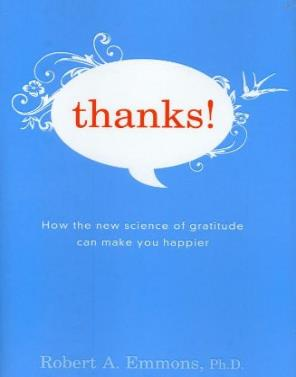 thanks!
How the new science of gratitude
can make you happier
Robert A. Emmons, Ph.D.